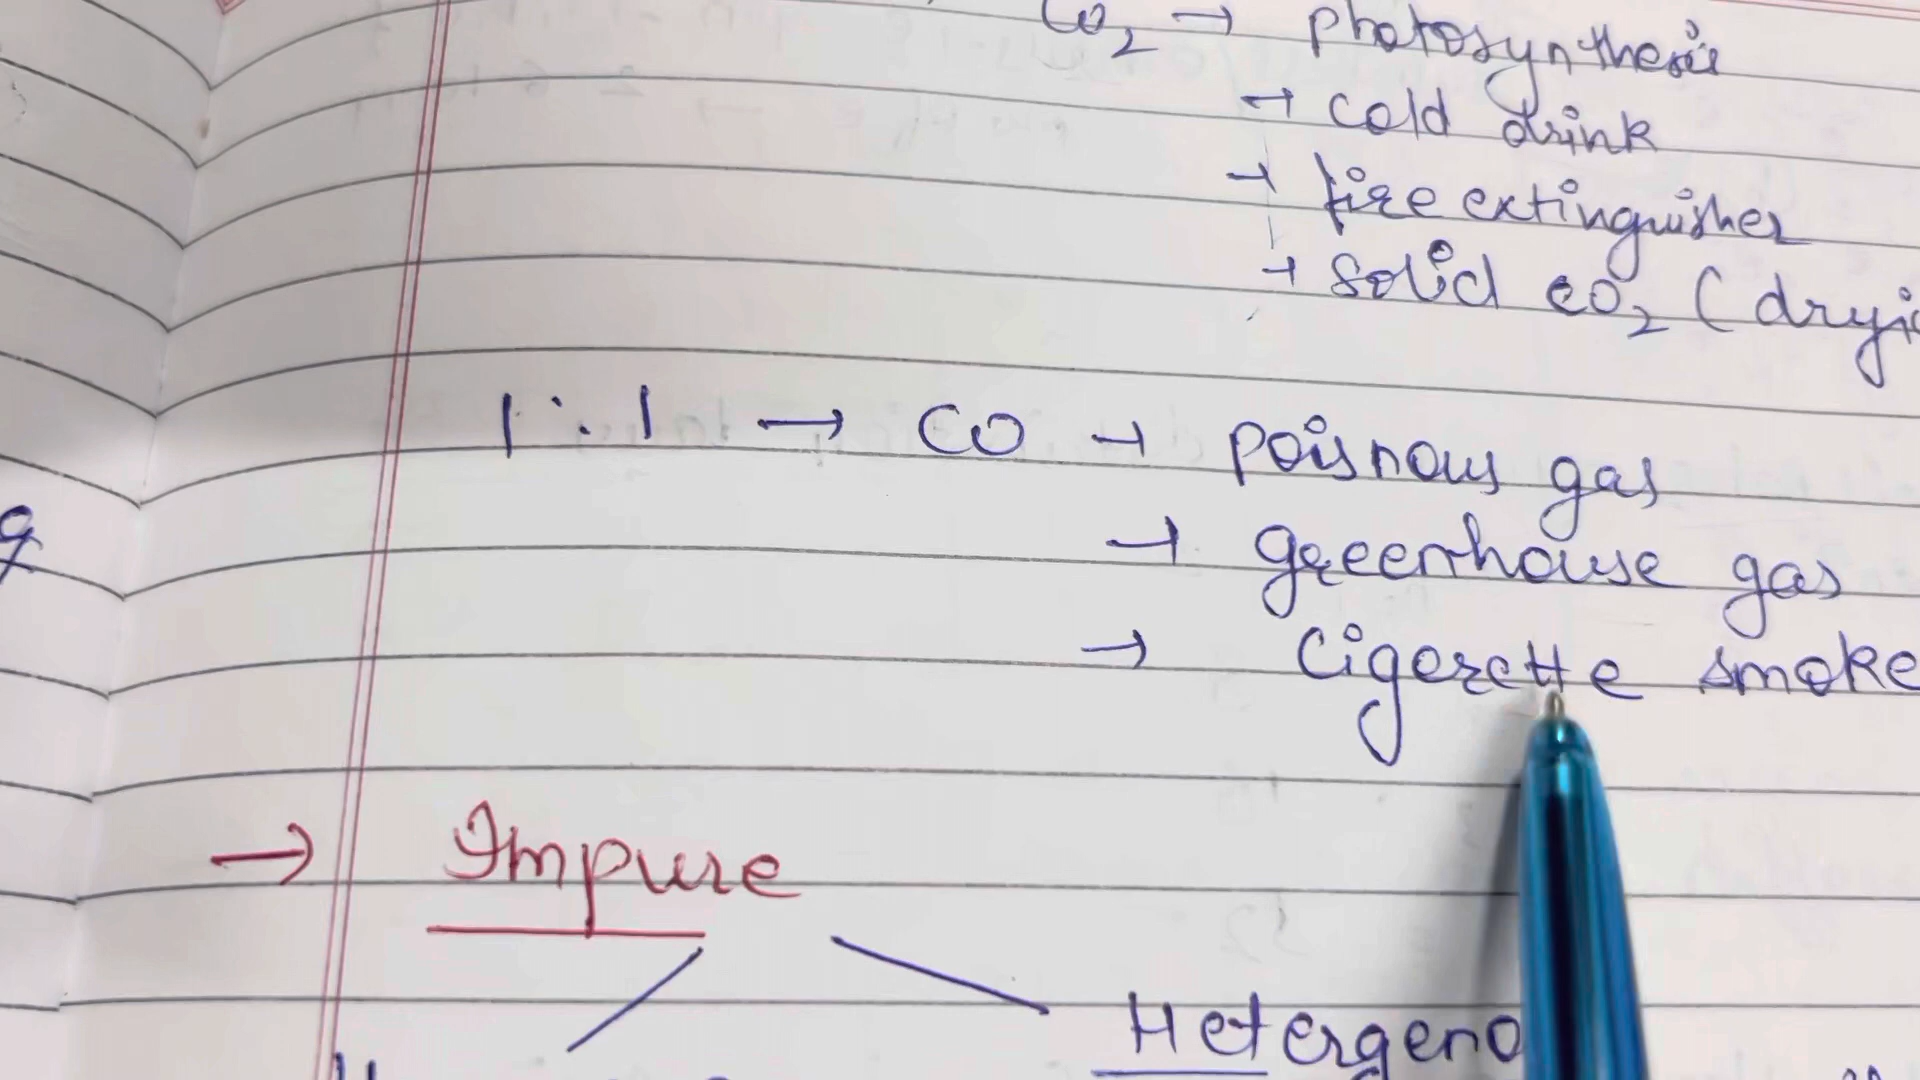 CO2 → photosynthesis
→ cold drink
→ fire extinguisher
→ Solid CO2 (dryic
1:1 → CO → poisnous gas
→ greenhouse gas
→ Cigerette smoke
→ Impure
Hetergeno